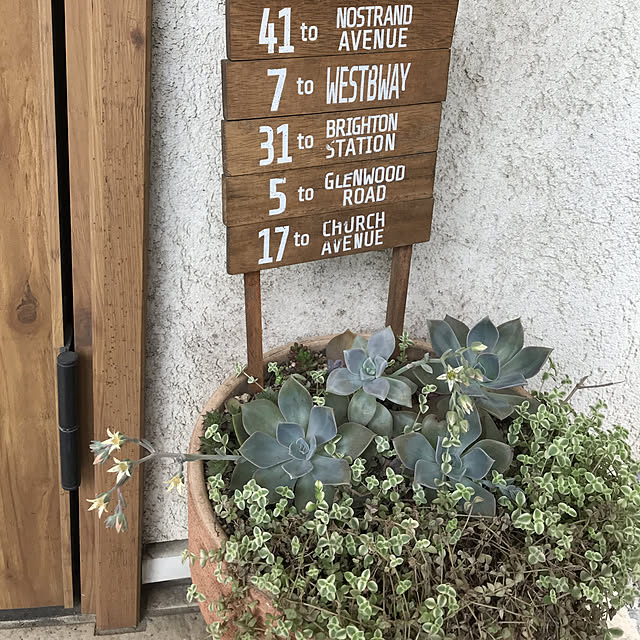 41 to NOSTRAND
AVENUE
7 to WESTBWAY
31 to BRIGHTON
STATION
5 to GLENWOOD
ROAD
17 to CHURCH
AVENUE